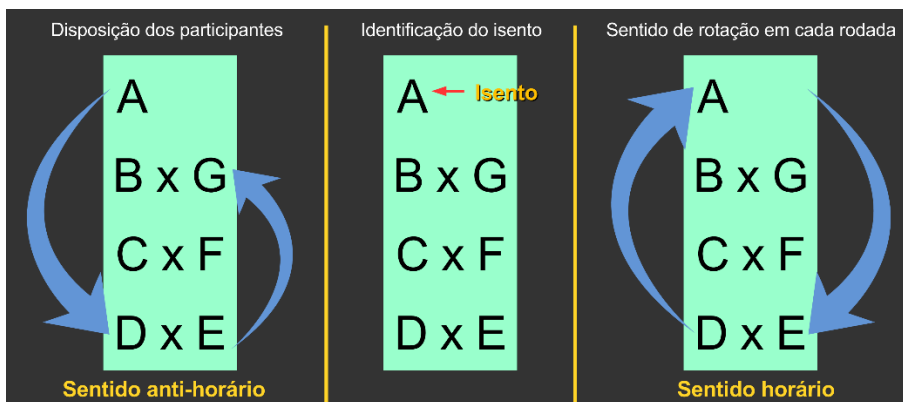 Disposição dos participantes
A
B x G
C x F
D x E
Sentido anti-horário
Identificação do isento
A Isento
B x G
C x F
D x E
Sentido de rotação em cada rodada
A
B x G
C x F
D x E
Sentido horário